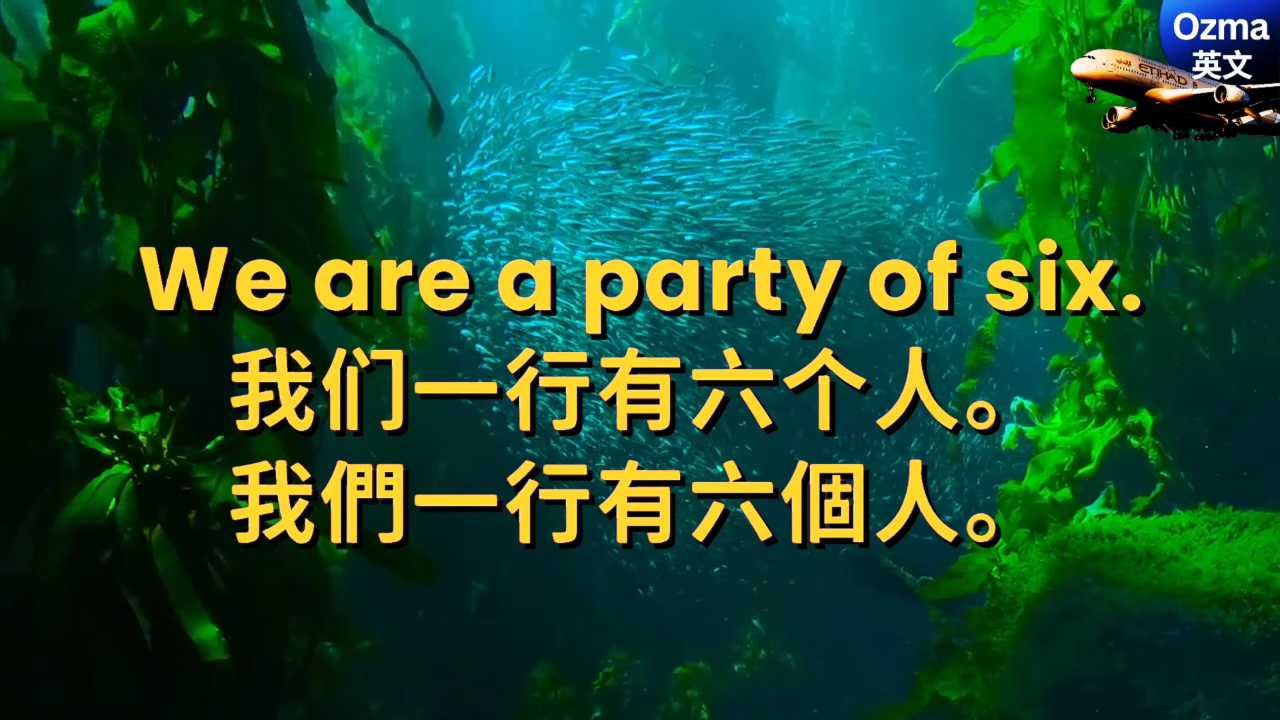 Ozma
英文
ETIHAD
We are a party of six.
我们一行有六个人。
我們一行有六個人。